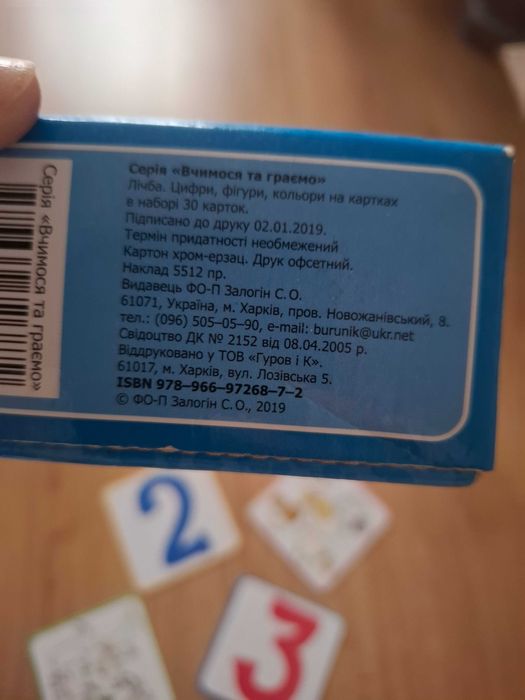 Серія «Вчимося та граємо»
Серія «Вчимося та граємо»
Лічба. Цифри, фігури, кольори на картках
в наборі 30 карток.
Підписано до друку 02.01.2019.
Термін придатності необмежений
Картон хром-ерзац. Друк офсетний.
Наклад 5512 пр.
Видавець ФО-П Залогін С. О.
61071, Україна, м. Харків, пров. Новожанівський, 8.
тел.: (096) 505–05–90, e-mail: burunik@ukr.net
Свідоцтво ДК № 2152 від 08.04.2005 р.
Віддруковано у ТОВ «Гуров і К».
61017, м. Харків, вул. Лозівська 5.
ISBN 978–966–97268–7–2
© ФО-П Залогін С. О., 2019
2
3